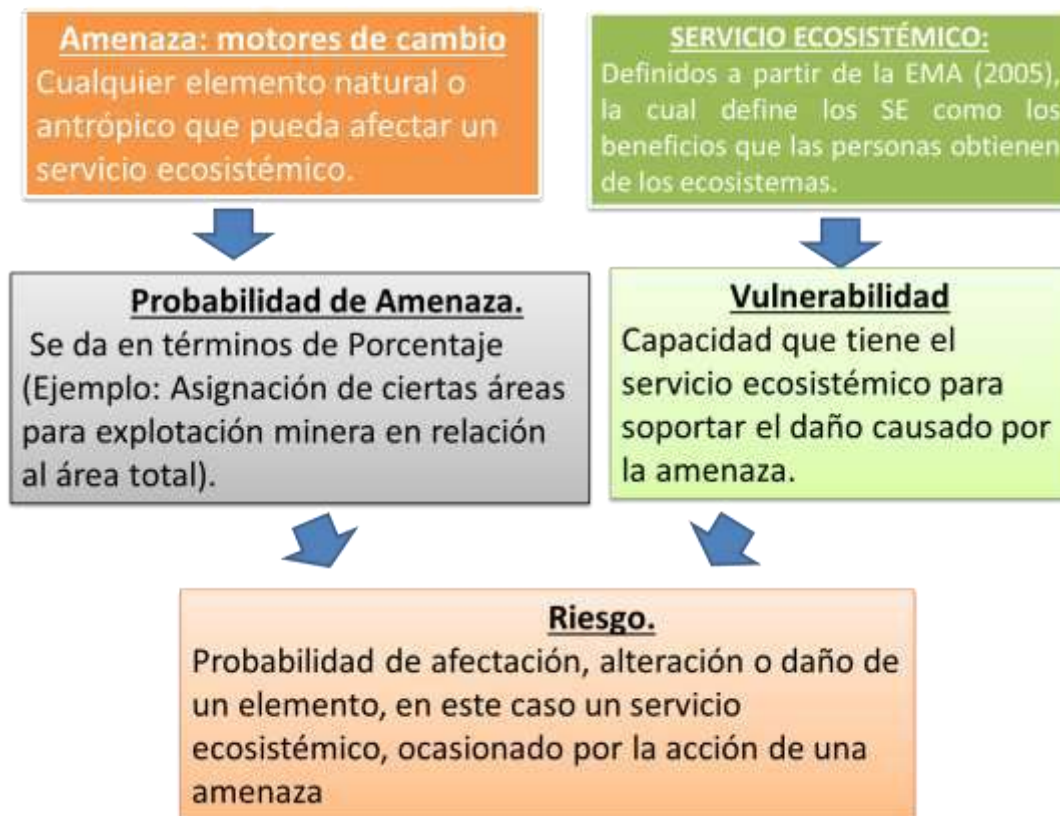 Amenaza: motores de cambio
Cualquier elemento natural o
antrópico que pueda afectar un
servicio ecosistémico.
SERVICIO ECOSISTÉMICO:
Definidos a partir de la EMA (2005),
la cual define los SE como los
beneficios que las personas obtienen
de los ecosistemas.
Probabilidad de Amenaza.
Se da en términos de Porcentaje
(Ejemplo: Asignación de ciertas áreas
para explotación minera en relación
al área total).
Vulnerabilidad
Capacidad que tiene el
servicio ecosistémico para
soportar el daño causado por
la amenaza.
Riesgo.
Probabilidad de afectación, alteración o daño de
un elemento, en este caso un servicio
ecosistémico, ocasionado por la acción de una
amenaza